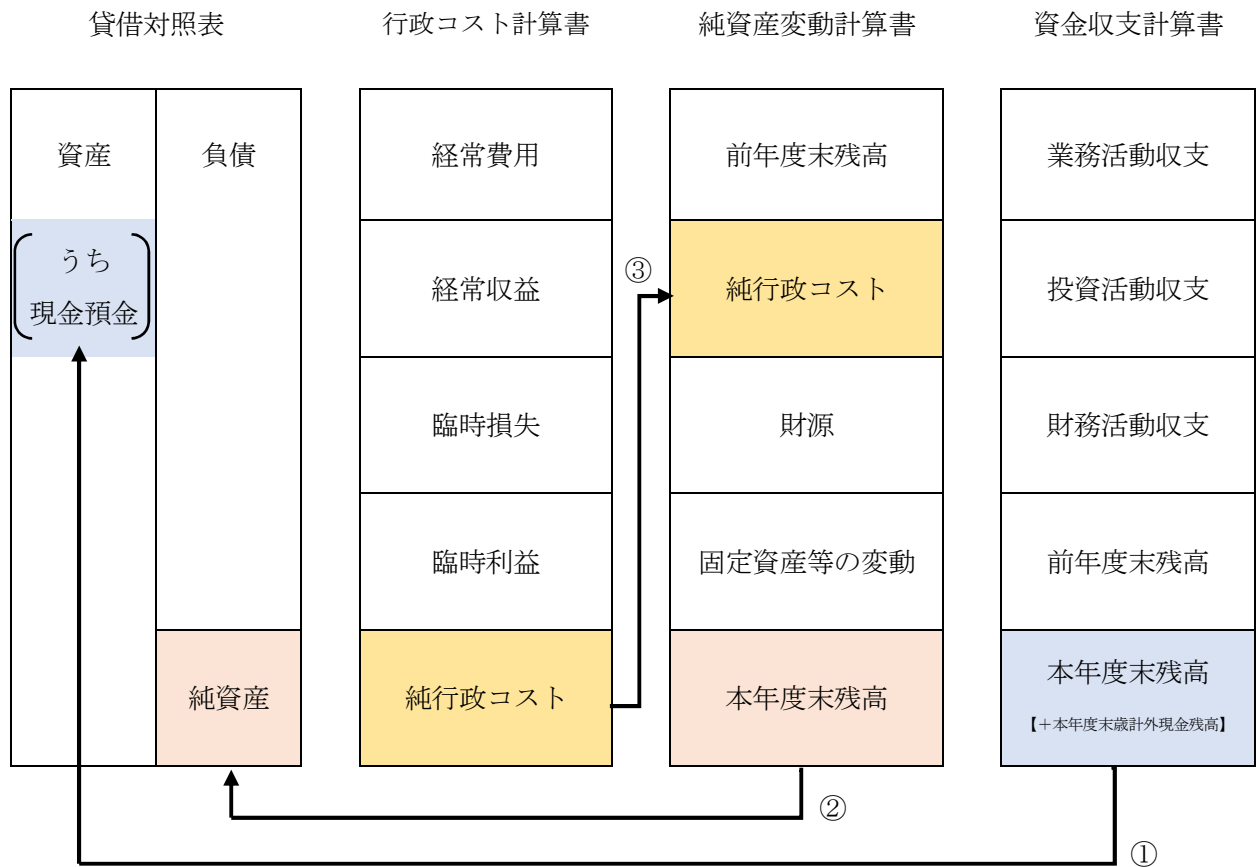 貸借対照表
行政コスト計算書
純資産変動計算書
資金収支計算書
資産
負債
経常費用
前年度末残高
業務活動収支
うち
現金預金
経常収益
③
純行政コスト
投資活動収支
臨時損失
財源
財務活動収支
臨時利益
固定資産等の変動
前年度末残高
純資産
純行政コスト
本年度末残高
本年度末残高
【＋本年度末歳計外現金残高】
②
①